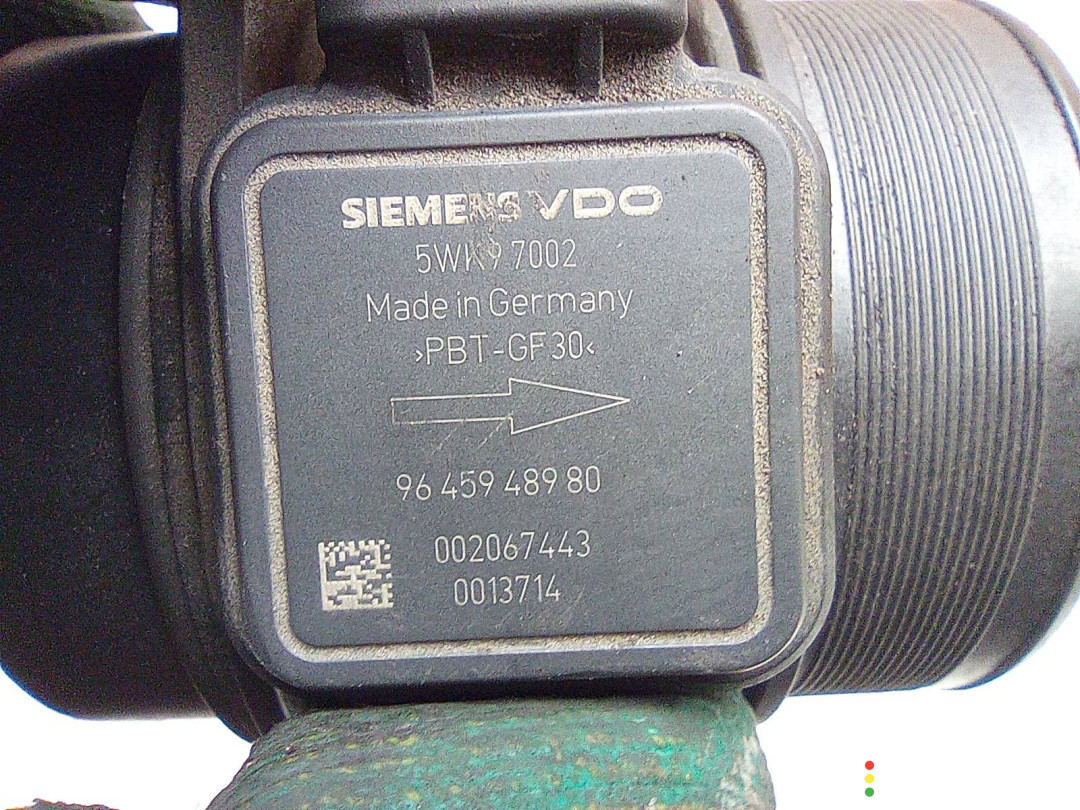 SIEMENS VDO
5WK9 7002
Made in Germany
>PBT-GF30<
96 459 489 80
002067443
0013714